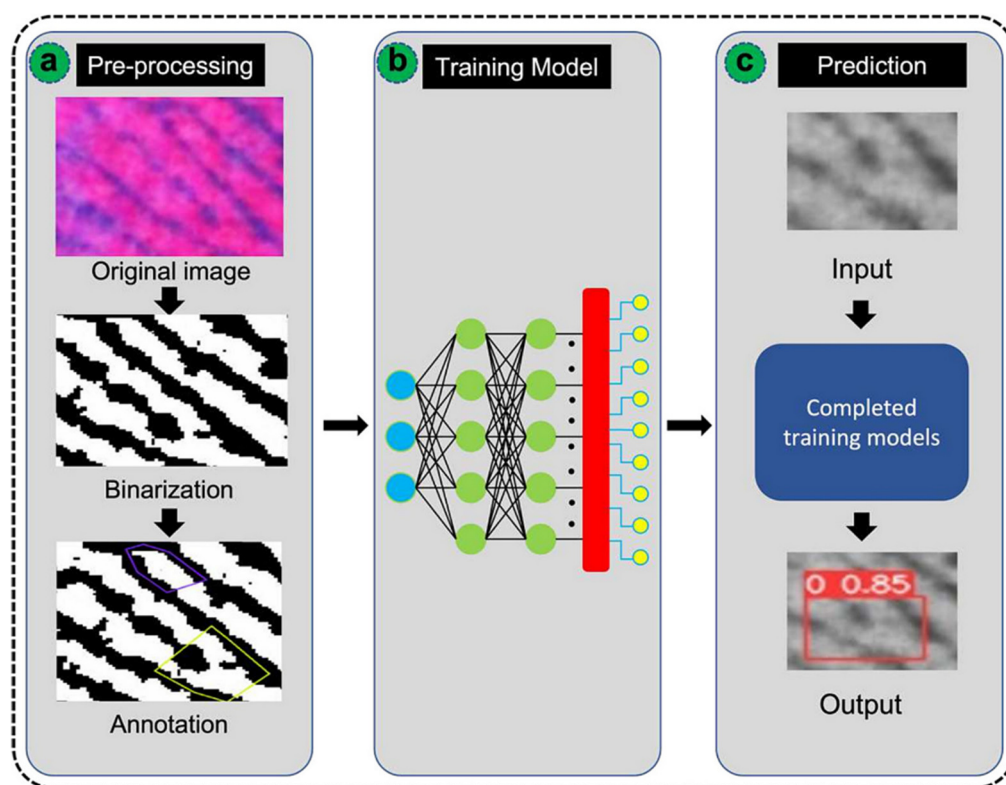 a
Pre-processing
Original image
Binarization
Annotation
b
Training Model
c
Prediction
Input
Completed
training models
0 0.85
Output